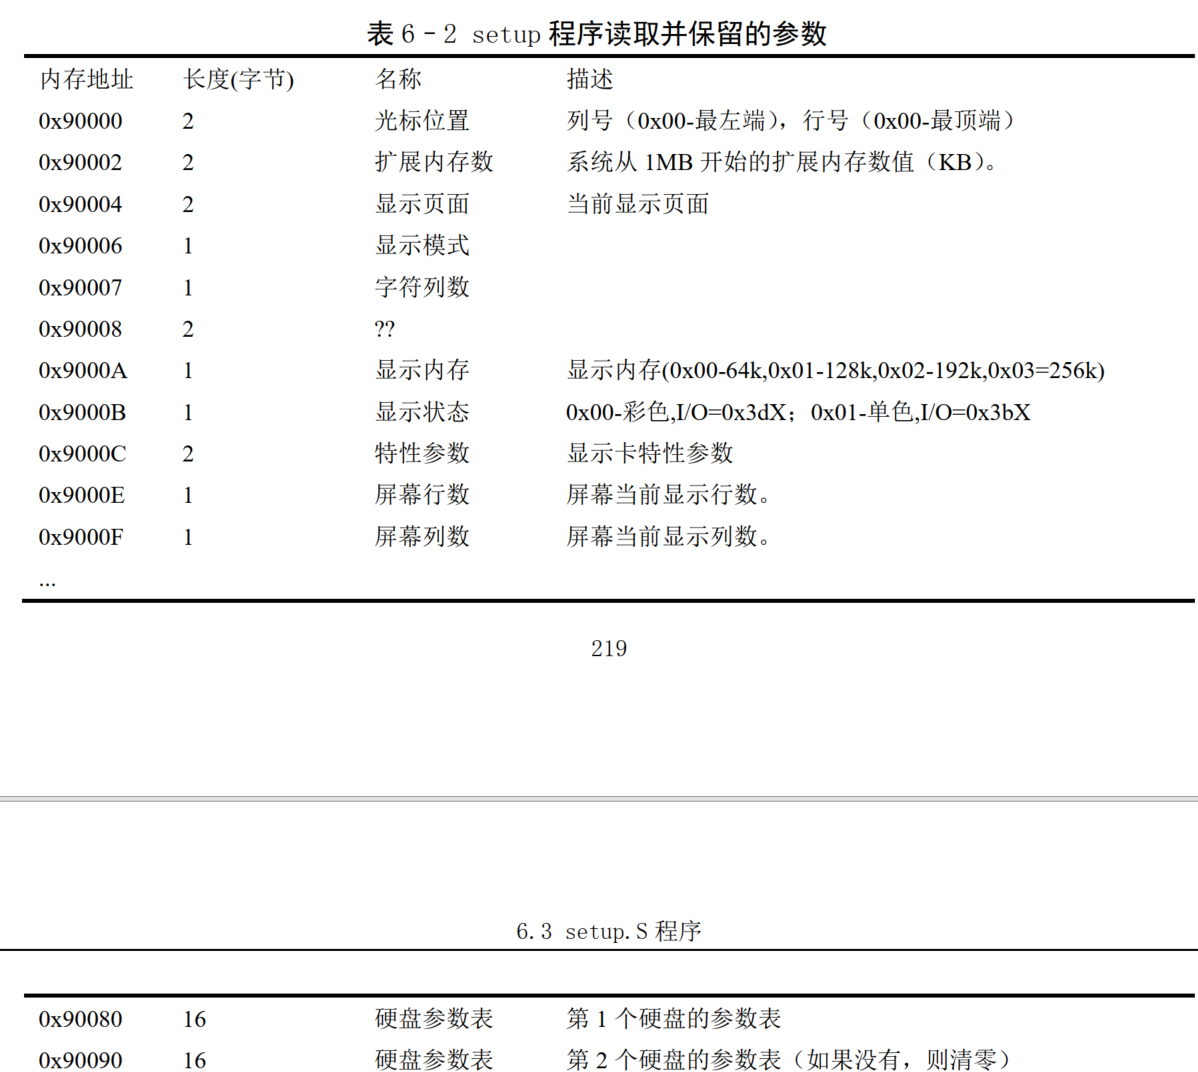 表 6-2 setup 程序读取并保留的参数
内存地址 长度(字节) 名称 描述
0x90000 2 光标位置 列号（0x00-最左端），行号（0x00-最顶端）
0x90002 2 扩展内存数 系统从 1MB 开始的扩展内存数值（KB）。
0x90004 2 显示页面 当前显示页面
0x90006 1 显示模式
0x90007 1 字符列数
0x90008 2 ??
0x9000A 1 显示内存 显示内存(0x00-64k,0x01-128k,0x02-192k,0x03=256k)
0x9000B 1 显示状态 0x00-彩色,I/O=0x3dX；0x01-单色,I/O=0x3bX
0x9000C 2 特性参数 显示卡特性参数
0x9000E 1 屏幕行数 屏幕当前显示行数。
0x9000F 1 屏幕列数 屏幕当前显示列数。
...
219
6.3 setup.S 程序
0x90080 16 硬盘参数表 第 1 个硬盘的参数表
0x90090 16 硬盘参数表 第 2 个硬盘的参数表（如果没有，则清零）